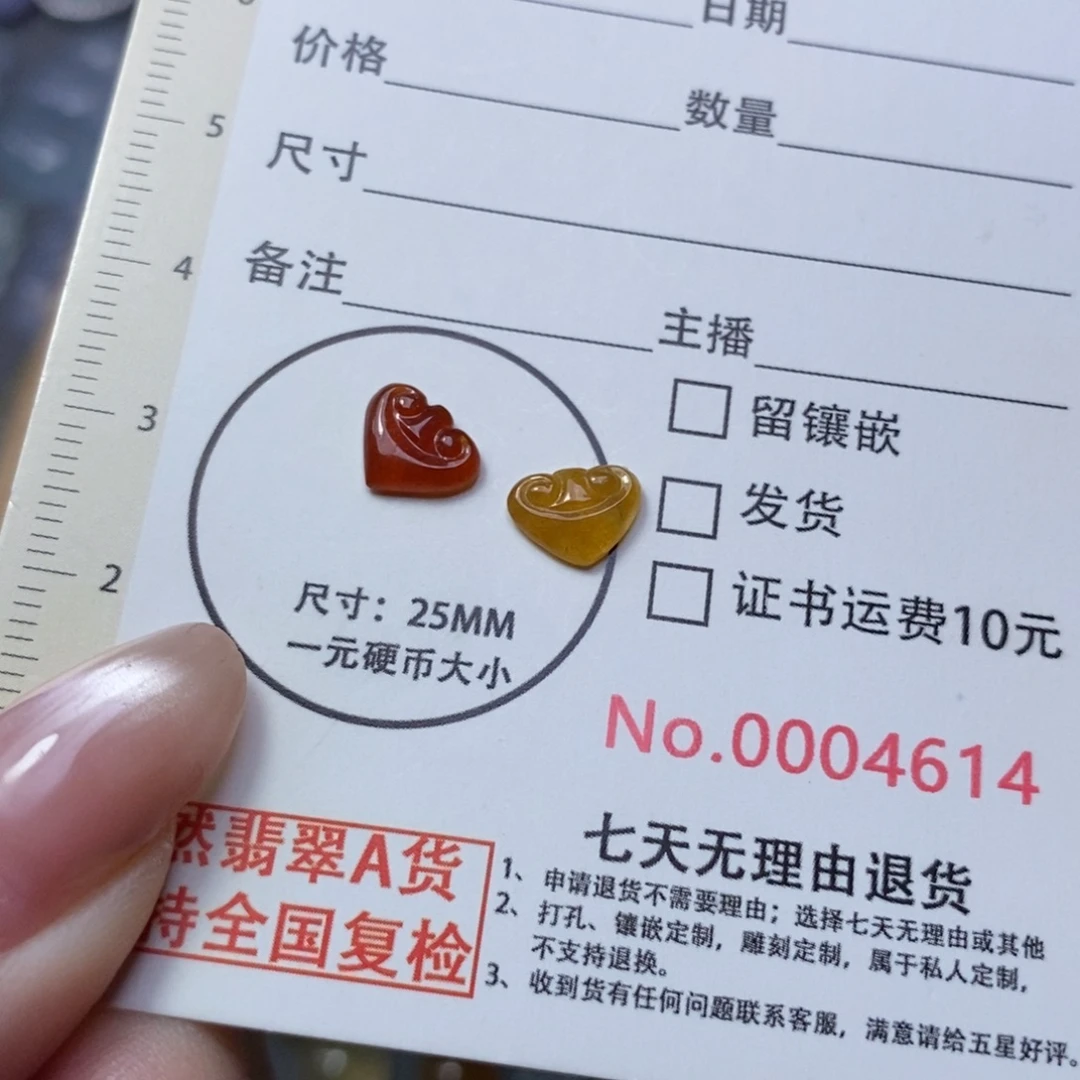 日期
价格
数量
尺寸
备注
主播
5
4
3
2
留镶嵌
发货
证书运费10元
尺寸：25MM
一元硬币大小
No.0004614
然翡翠A货
持全国复检
七天无理由退货
1、申请退货不需要理由；选择七天无理由或其他
2、打孔、镶嵌定制，雕刻定制，属于私人定制，
不支持退换。
3、收到货有任何问题联系客服，满意请给五星好评。